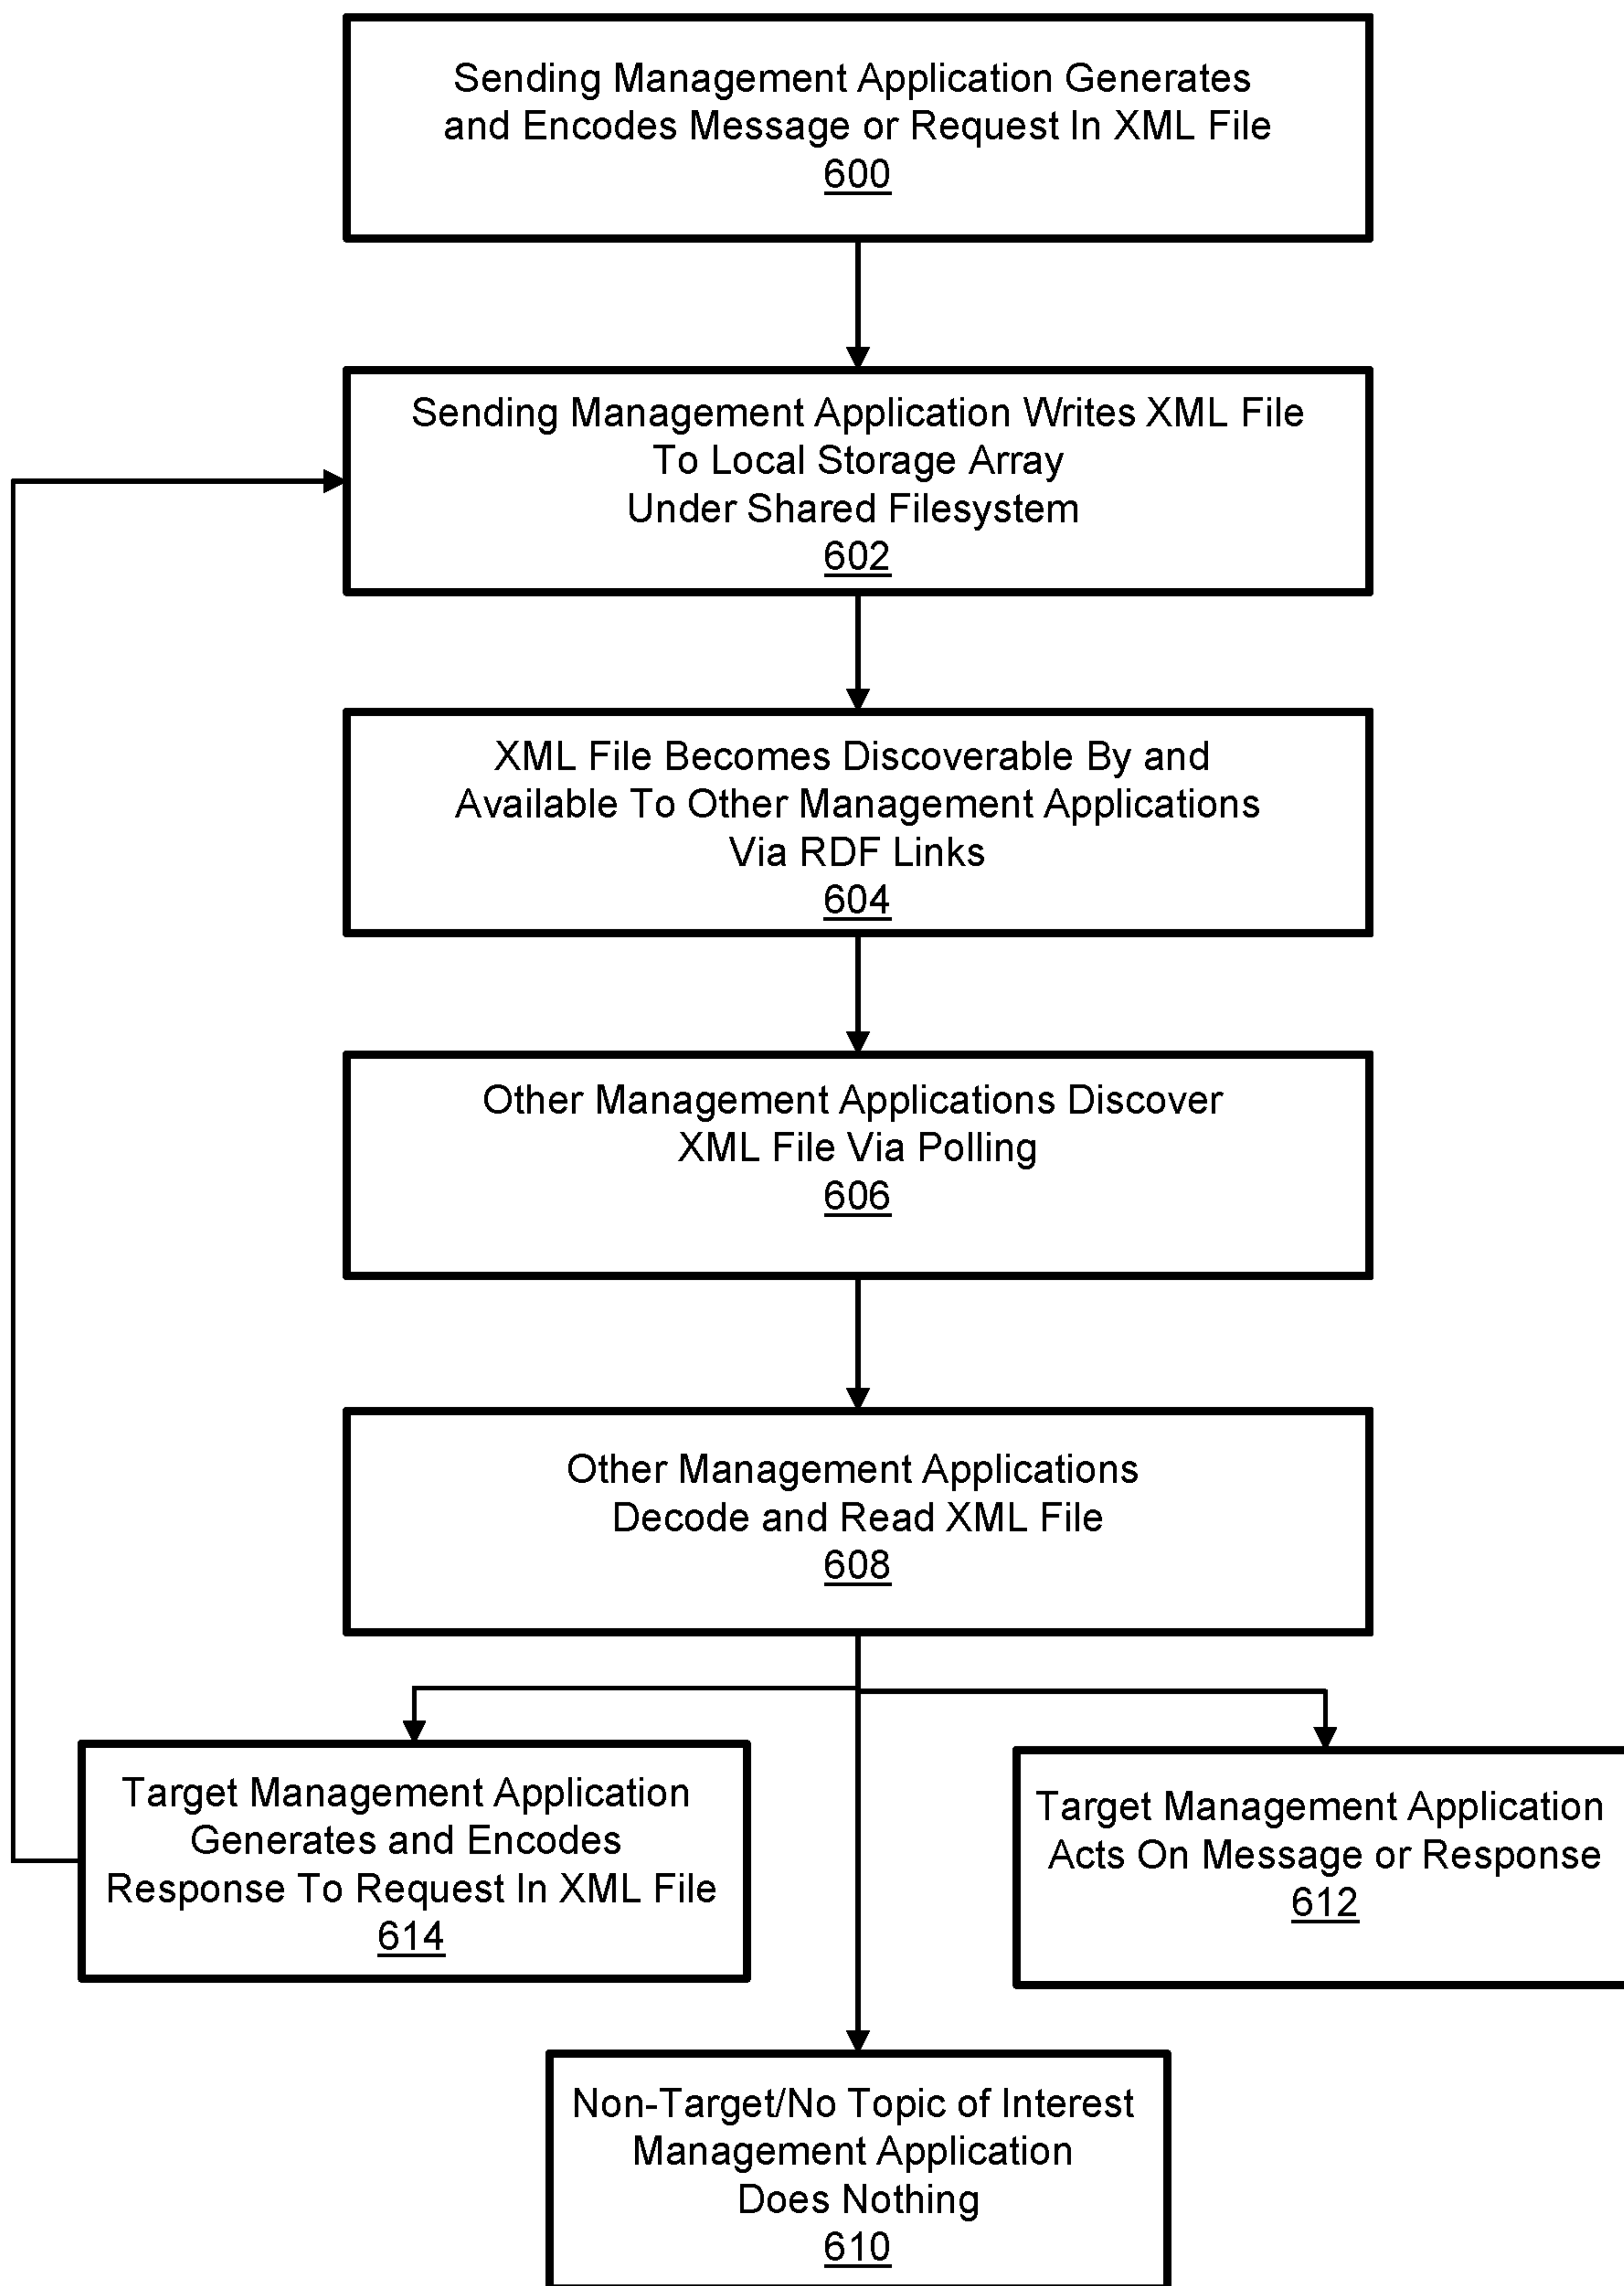 Sending Management Application Generates
and Encodes Message or Request In XML File
600
Sending Management Application Writes XML File
To Local Storage Array
Under Shared Filesystem
602
XML File Becomes Discoverable By and
Available To Other Management Applications
Via RDF Links
604
Other Management Applications Discover
XML File Via Polling
606
Other Management Applications
Decode and Read XML File
608
Target Management Application
Generates and Encodes
Response To Request In XML File
614
Target Management Application
Acts On Message or Response
612
Non-Target/No Topic of Interest
Management Application
Does Nothing
610